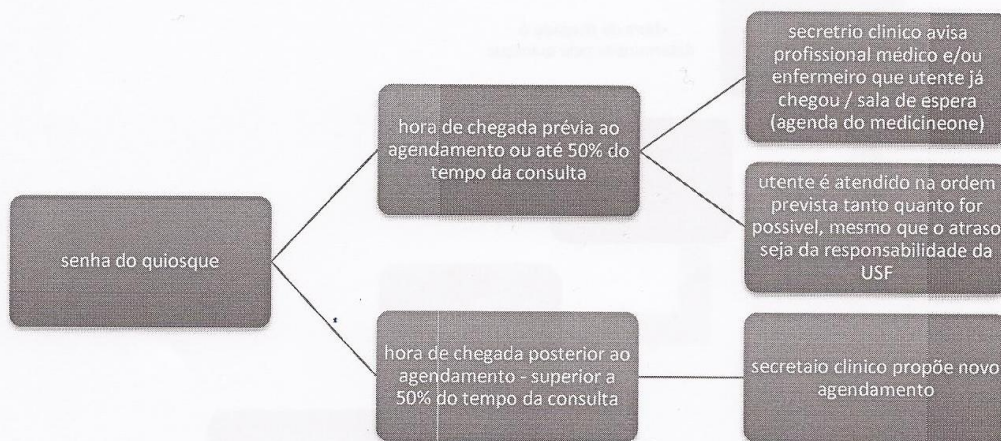 senha do quiosque
hora de chegada prévia ao
agendamento ou até 50% do
tempo da consulta
secretrio clinico avisa
profissional médico e/ou
enfermeiro que utente já
chegou / sala de espera
(agenda do medicineone)
utente é atendido na ordem
prevista tanto quanto for
possivel, mesmo que o atraso
seja da responsabilidade da
USF
hora de chegada posterior ao
agendamento - superior a
50% do tempo da consulta
secretaio clinico propõe novo
agendamento